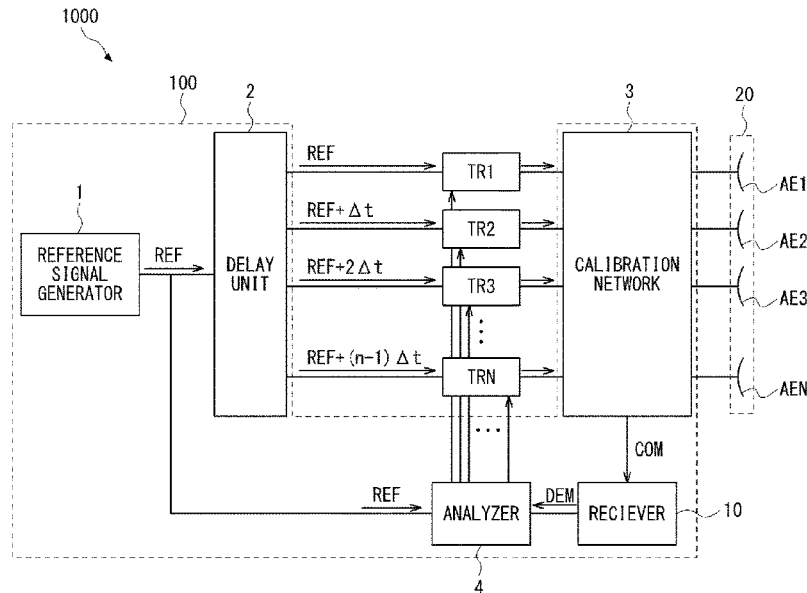 1000
100
2
3
20
1
REFERENCE
SIGNAL
GENERATOR
REF
DELAY
UNIT
REF
REF+Δt
REF+2Δt
REF+(n-1)Δt
TR1
TR2
TR3
⋮
TRN
...
CALIBRATION
NETWORK
AE1
AE2
AE3
AEN
COM
REF
ANALYZER
DEM
RECIEVER
10
4